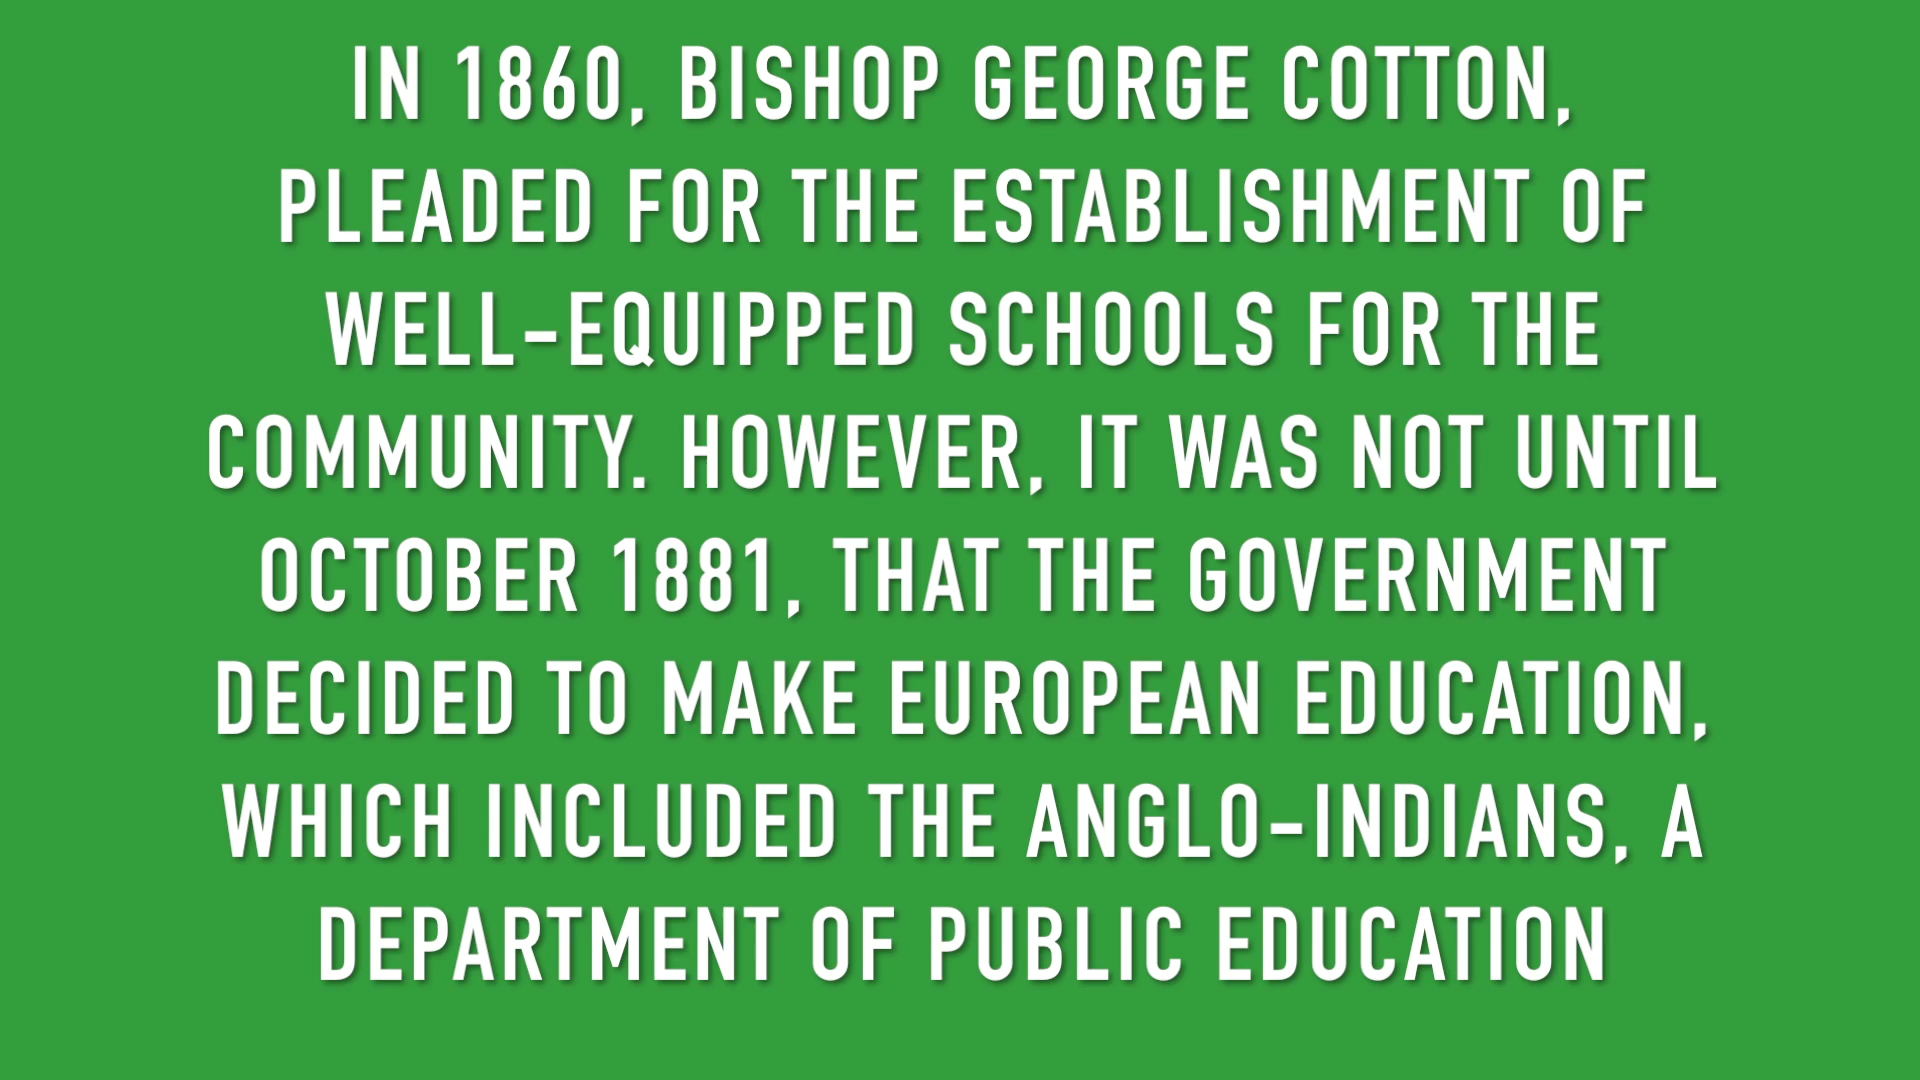 IN 1860, BISHOP GEORGE COTTON,
PLEADED FOR THE ESTABLISHMENT OF
WELL-EQUIPPED SCHOOLS FOR THE
COMMUNITY. HOWEVER, IT WAS NOT UNTIL
OCTOBER 1881, THAT THE GOVERNMENT
DECIDED TO MAKE EUROPEAN EDUCATION,
WHICH INCLUDED THE ANGLO-INDIANS, A
DEPARTMENT OF PUBLIC EDUCATION